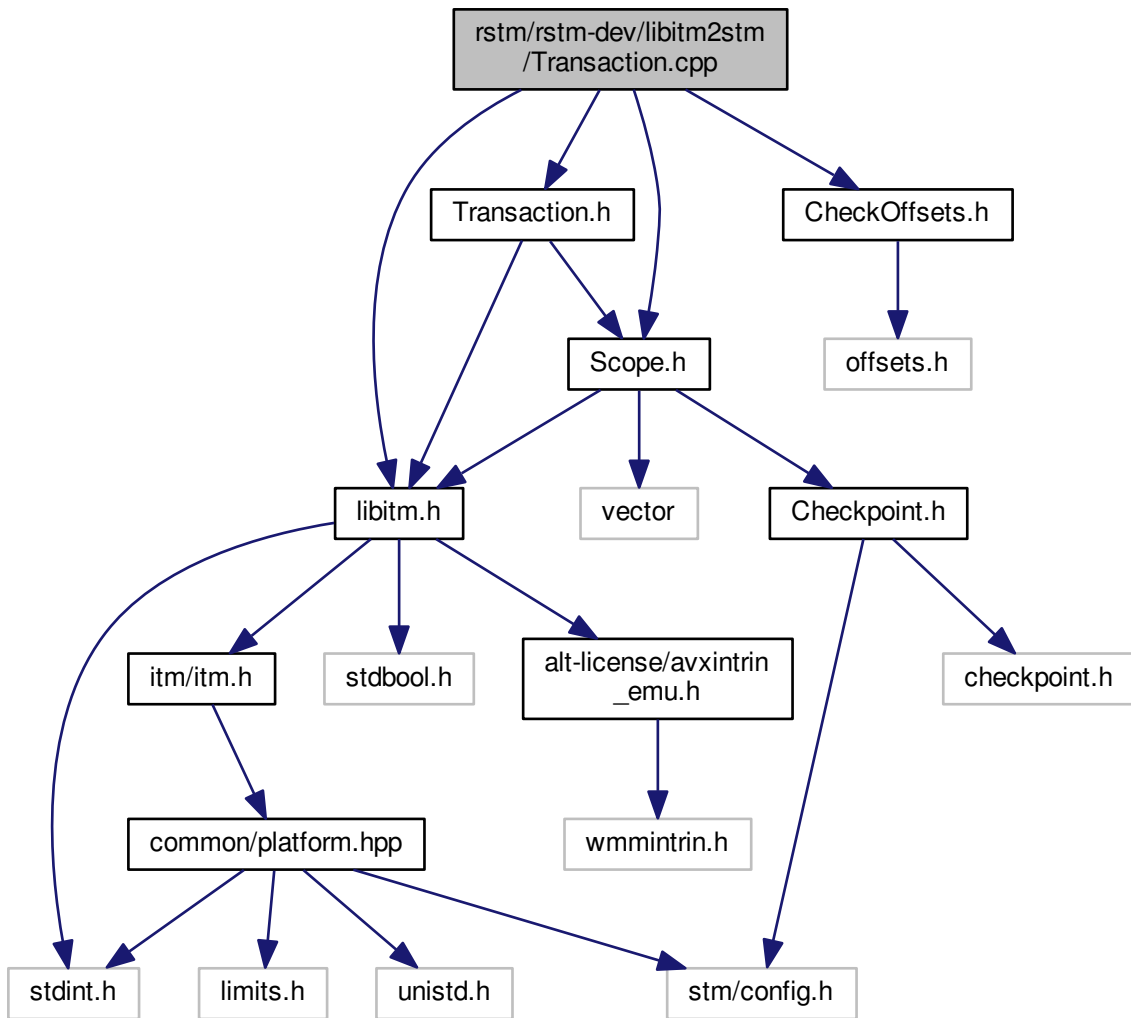 rstm/rstm-dev/libitm2stm
/Transaction.cpp
Transaction.h
CheckOffsets.h
Scope.h
offsets.h
libitm.h
vector
Checkpoint.h
itm/itm.h
stdbool.h
alt-license/avxintrin
_emu.h
checkpoint.h
common/platform.hpp
wmmintrin.h
stdint.h
limits.h
unistd.h
stm/config.h